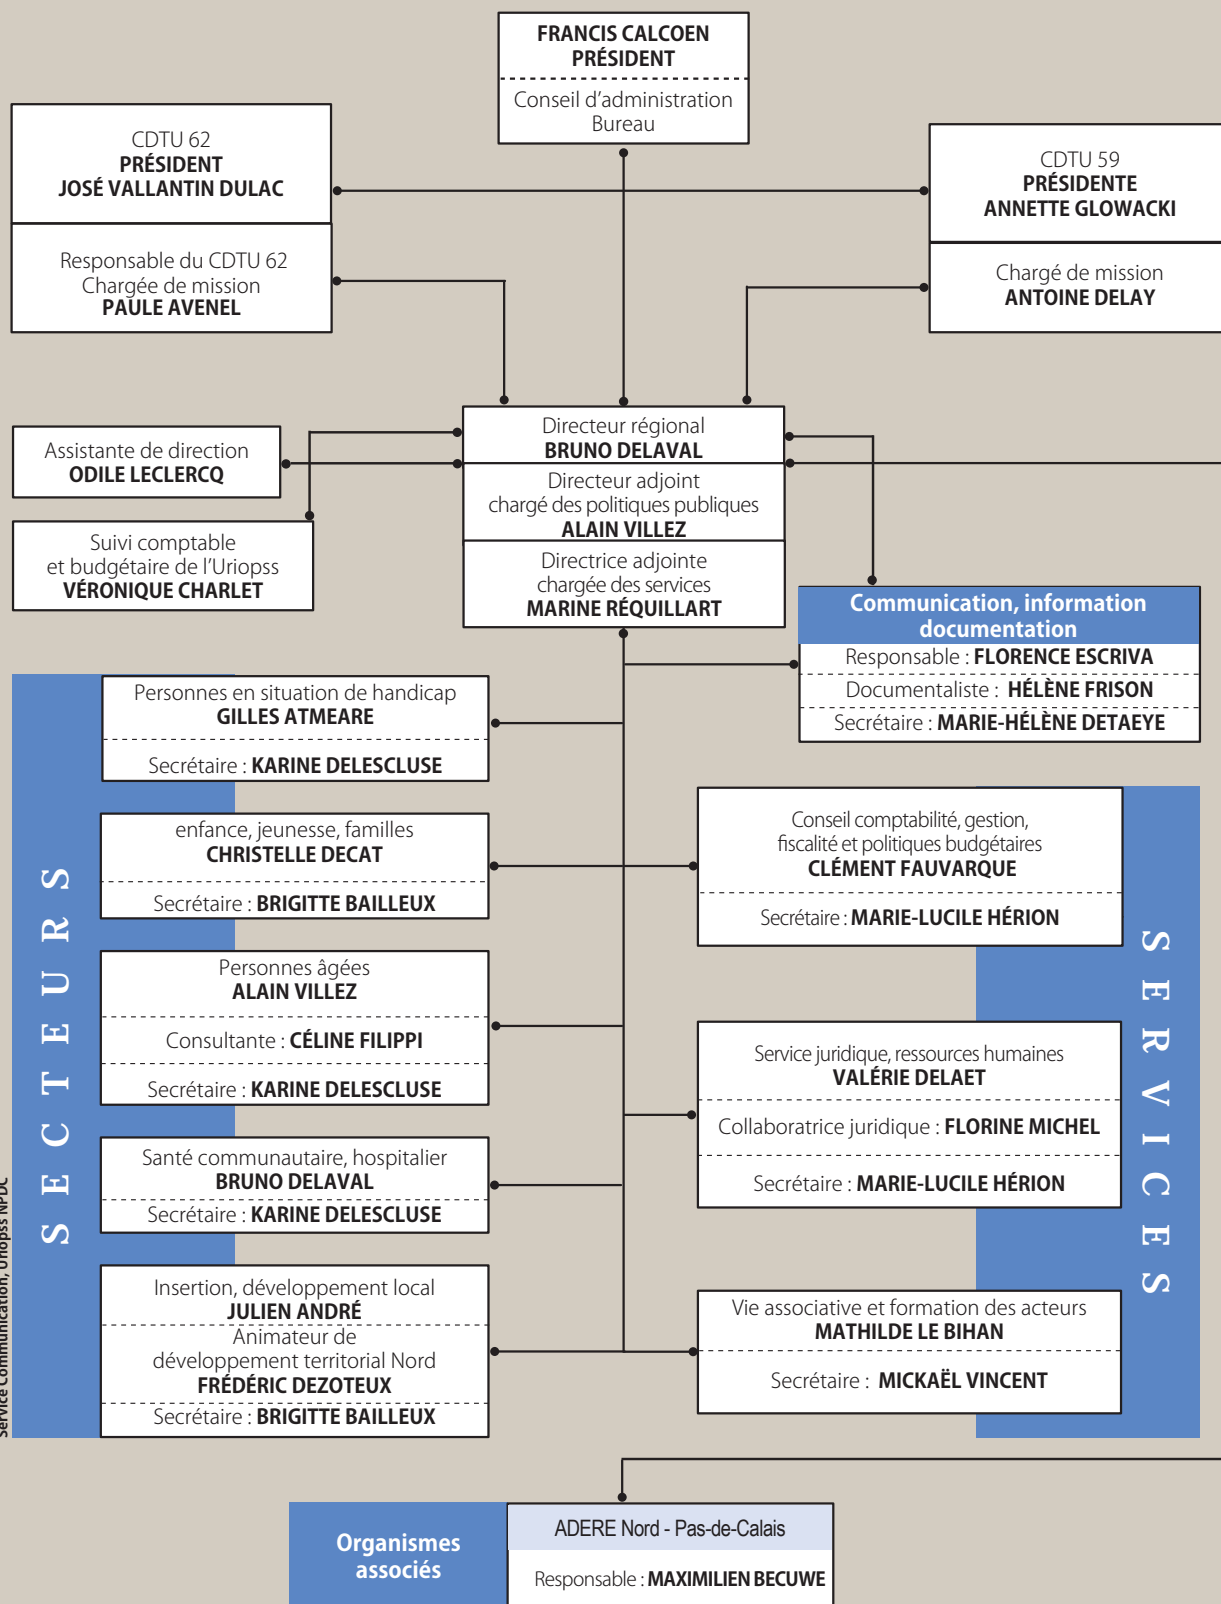 FRANCIS CALCOEN
PRÉSIDENT
Conseil d'administration
Bureau
CDTU 62
PRÉSIDENT
JOSÉ VALLANTIN DULAC
Responsable du CDTU 62
Chargée de mission
PAULE AVENEL
CDTU 59
PRÉSIDENTE
ANNETTE GLOWACKI
Chargé de mission
ANTOINE DELAY
Assistante de direction
ODILE LECLERCQ
Suivi comptable
et budgétaire de l'Uriopss
VÉRONIQUE CHARLET
Directeur régional
BRUNO DELAVAL
Directeur adjoint
chargé des politiques publiques
ALAIN VILLEZ
Directrice adjointe
chargée des services
MARINE RÉQUILLART
Communication, information
documentation
Responsable : FLORENCE ESCRIVA
Documentaliste : HÉLÈNE FRISON
Secrétaire : MARIE-HÉLÈNE DETAEYE
SECTEURS
Personnes en situation de handicap
GILLES ATMEARE
Secrétaire : KARINE DELESCLUSE
enfance, jeunesse, familles
CHRISTELLE DECAT
Secrétaire : BRIGITTE BAILLEUX
Personnes âgées
ALAIN VILLEZ
Consultante : CÉLINE FILIPPI
Secrétaire : KARINE DELESCLUSE
Santé communautaire, hospitalier
BRUNO DELAVAL
Secrétaire : KARINE DELESCLUSE
Insertion, développement local
JULIEN ANDRÉ
Animateur de
développement territorial Nord
FRÉDÉRIC DEZOTEUX
Secrétaire : BRIGITTE BAILLEUX
SERVICES
Conseil comptabilité, gestion,
fiscalité et politiques budgétaires
CLÉMENT FAUVARQUE
Secrétaire : MARIE-LUCILE HÉRION
Service juridique, ressources humaines
VALÉRIE DELAET
Collaboratrice juridique : FLORINE MICHEL
Secrétaire : MARIE-LUCILE HÉRION
Vie associative et formation des acteurs
MATHILDE LE BIHAN
Secrétaire : MICKAËL VINCENT
Service Communication, Uriopss NPDC
Organismes
associés
ADERE Nord - Pas-de-Calais
Responsable : MAXIMILIEN BECUWE